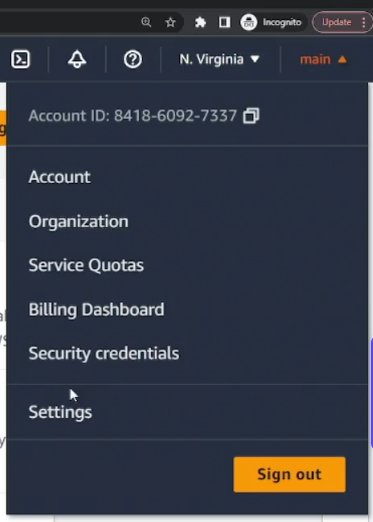 Incognito
Update
N. Virginia
main
Account ID: 8418-6092-7337
Account
Organization
Service Quotas
Billing Dashboard
Security credentials
Settings
Sign out